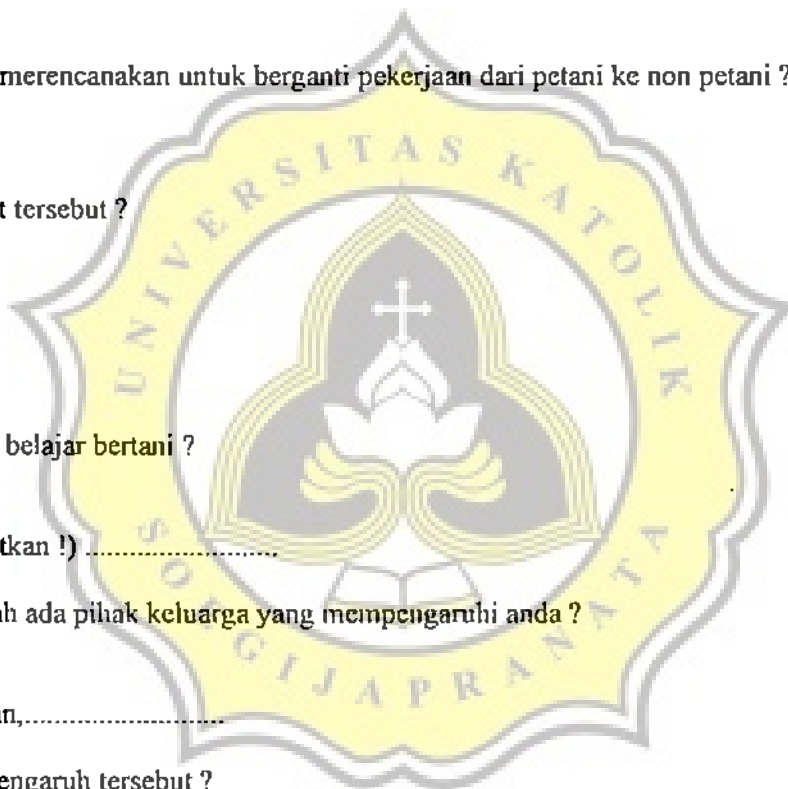 merencanakan untuk berganti pekerjaan dari petani ke non petani ?
t tersebut ?
belajar bertani ?
tkan !) ..........................
ah ada pihak keluarga yang mempengaruhi anda ?
n,...........................
engaruh tersebut ?
UNIVERSITAS KATOLIK
SOEGIJAPRANATA